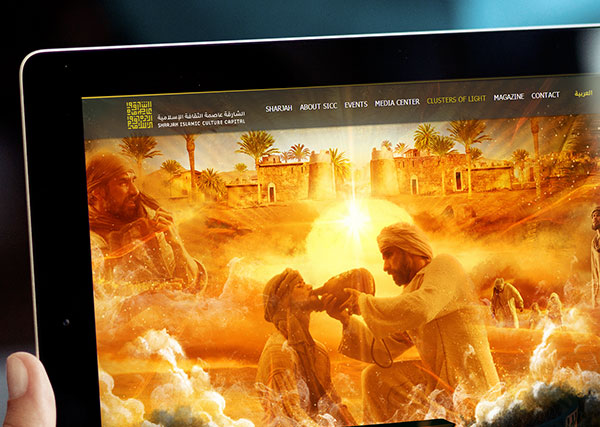 الشارقة عاصمة الثقافة الإسلامية
SHARJAH ISLAMIC CULTURE CAPITAL
SHARJAH ABOUT SICC EVENTS MEDIA CENTER CLUSTERS OF LIGHT MAGAZINE CONTACT العربية